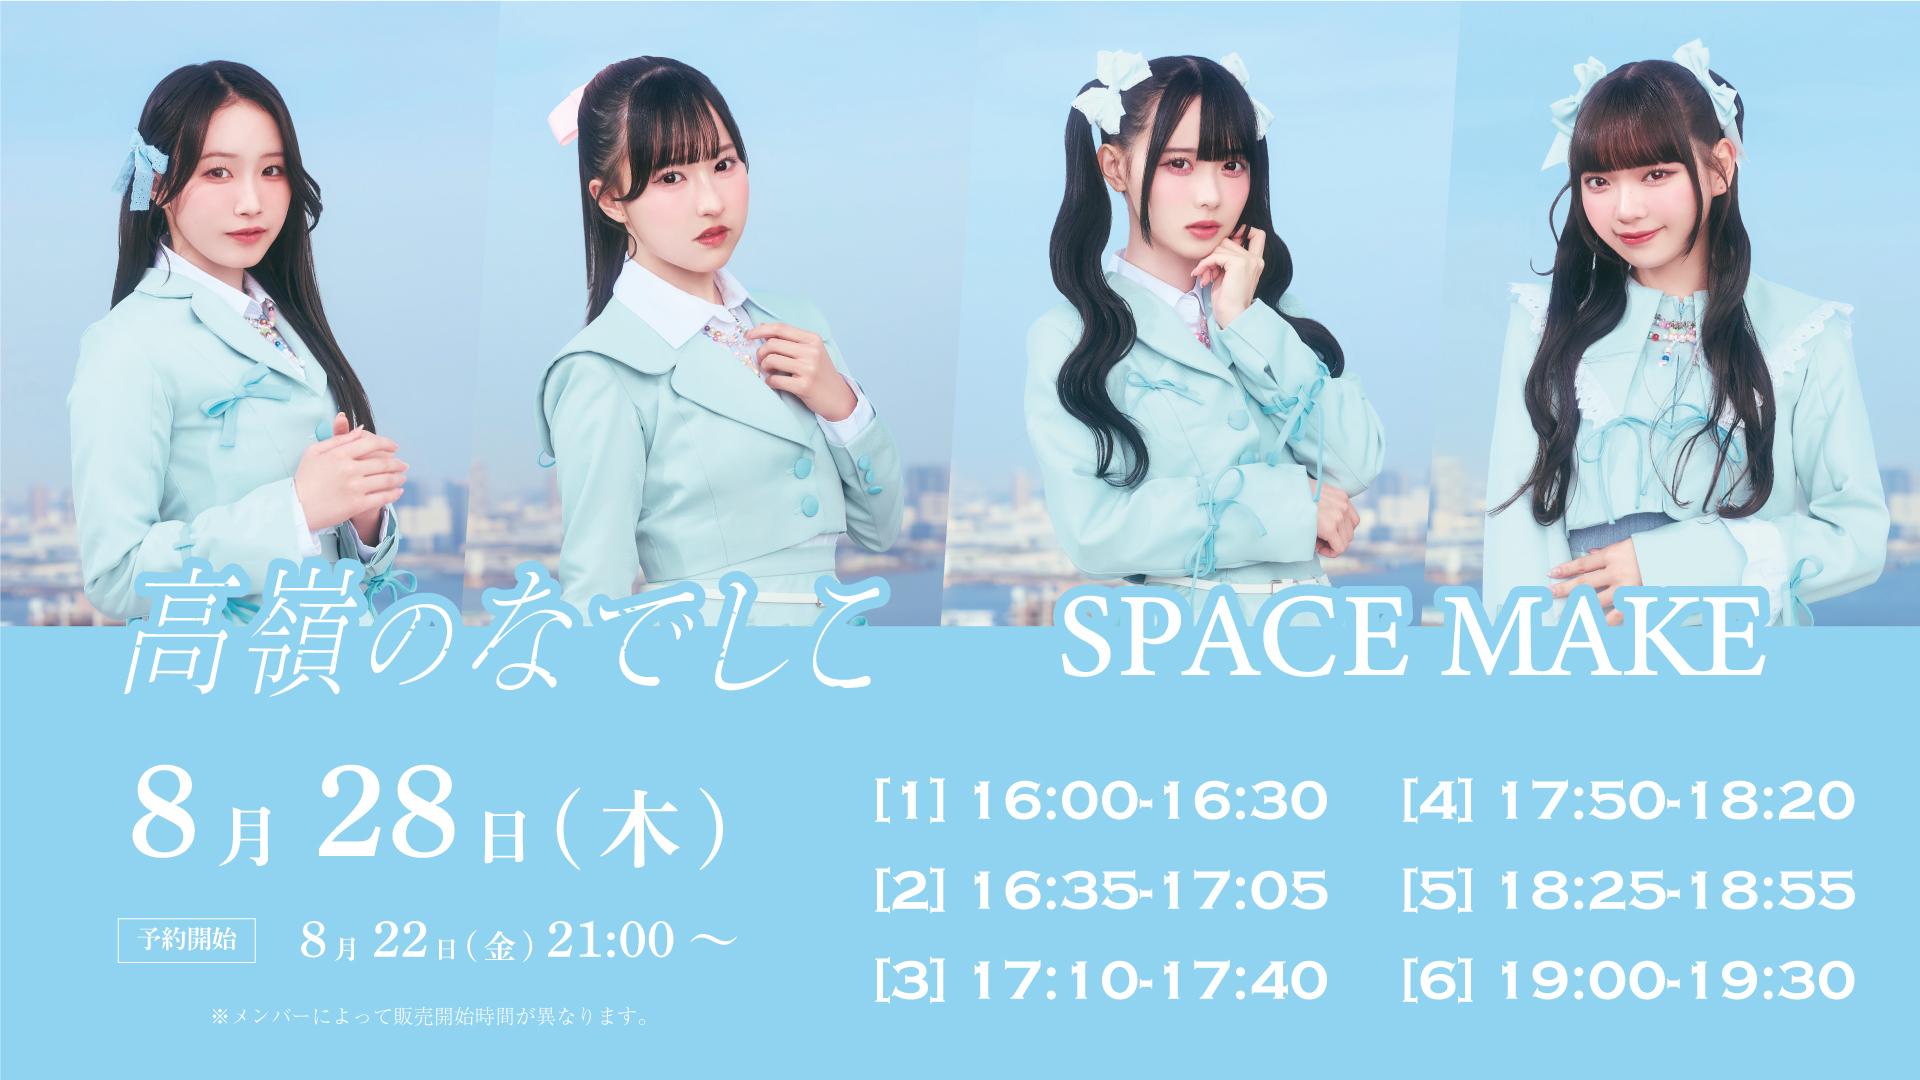 高嶺のなでしこ
SPACE MAKE
8月28日(木)
予約開始 8月22日(金)21:00〜
※メンバーによって販売開始時間が異なります。
[1] 16:00-16:30
[2] 16:35-17:05
[3] 17:10-17:40
[4] 17:50-18:20
[5] 18:25-18:55
[6] 19:00-19:30